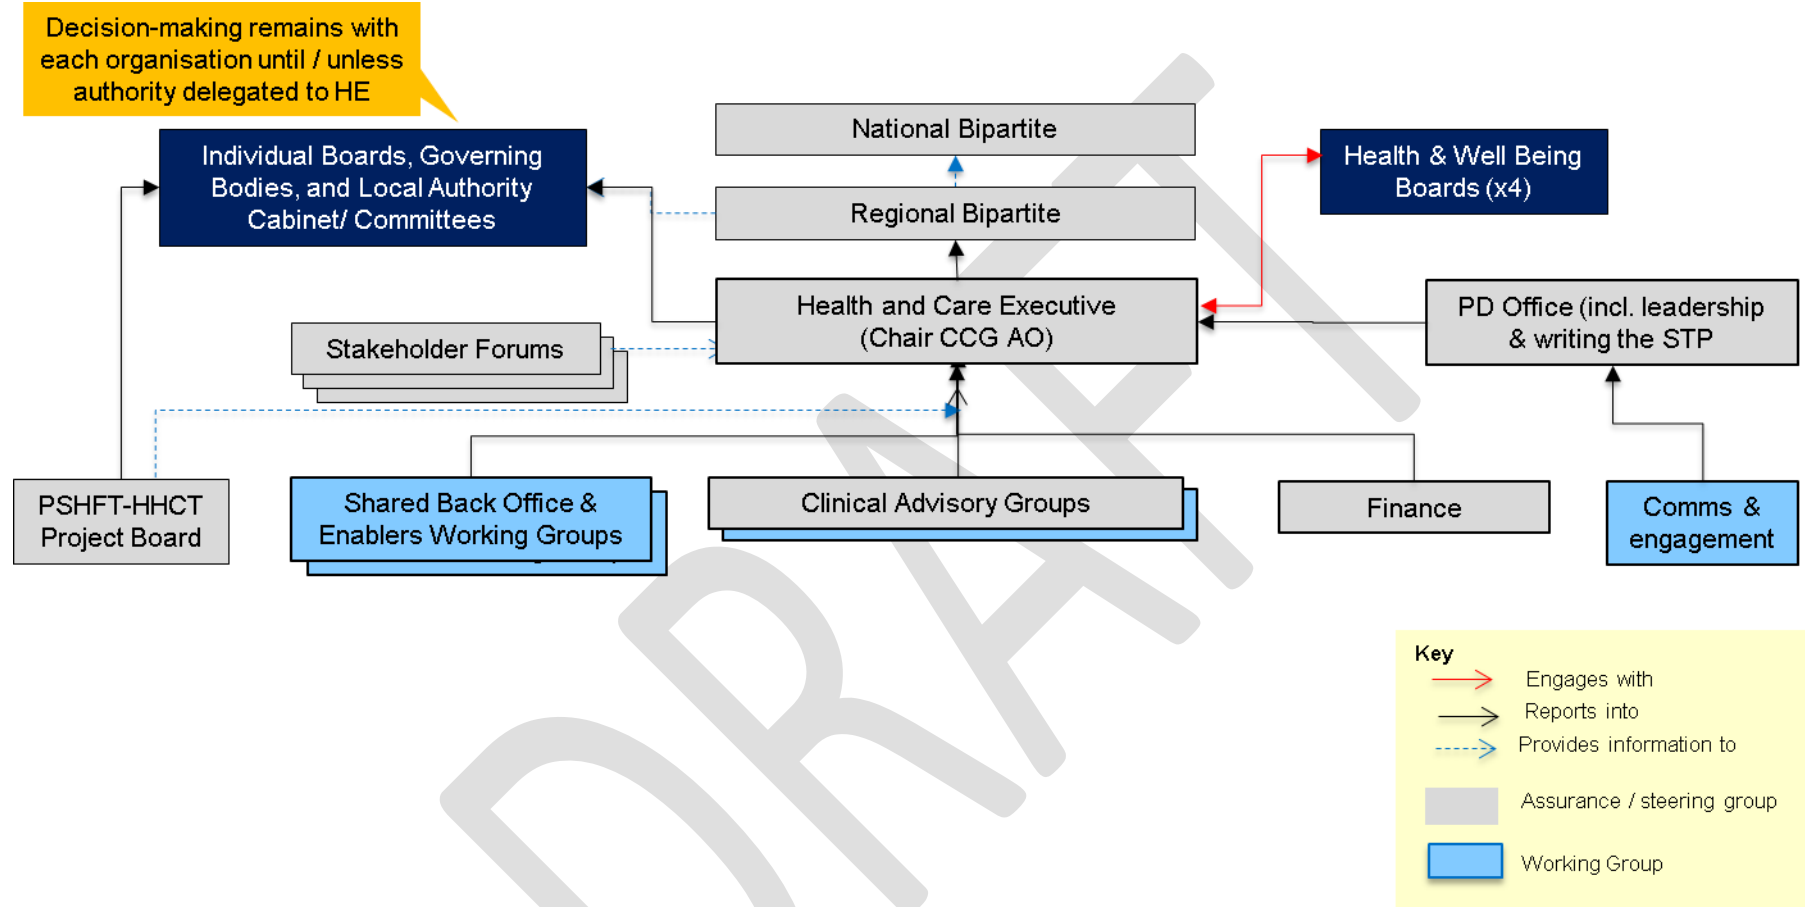 Decision-making remains with
each organisation until / unless
authority delegated to HE
National Bipartite
Individual Boards, Governing
Bodies, and Local Authority
Cabinet/ Committees
Health & Well Being
Boards (x4)
Regional Bipartite
Health and Care Executive
(Chair CCG AO)
PD Office (incl. leadership
& writing the STP
Stakeholder Forums
PSHFT-HHCT
Project Board
Shared Back Office &
Enablers Working Groups
Clinical Advisory Groups
Finance
Comms &
engagement
Key
Engages with
Reports into
Provides information to
Assurance / steering group
Working Group
DRAFT